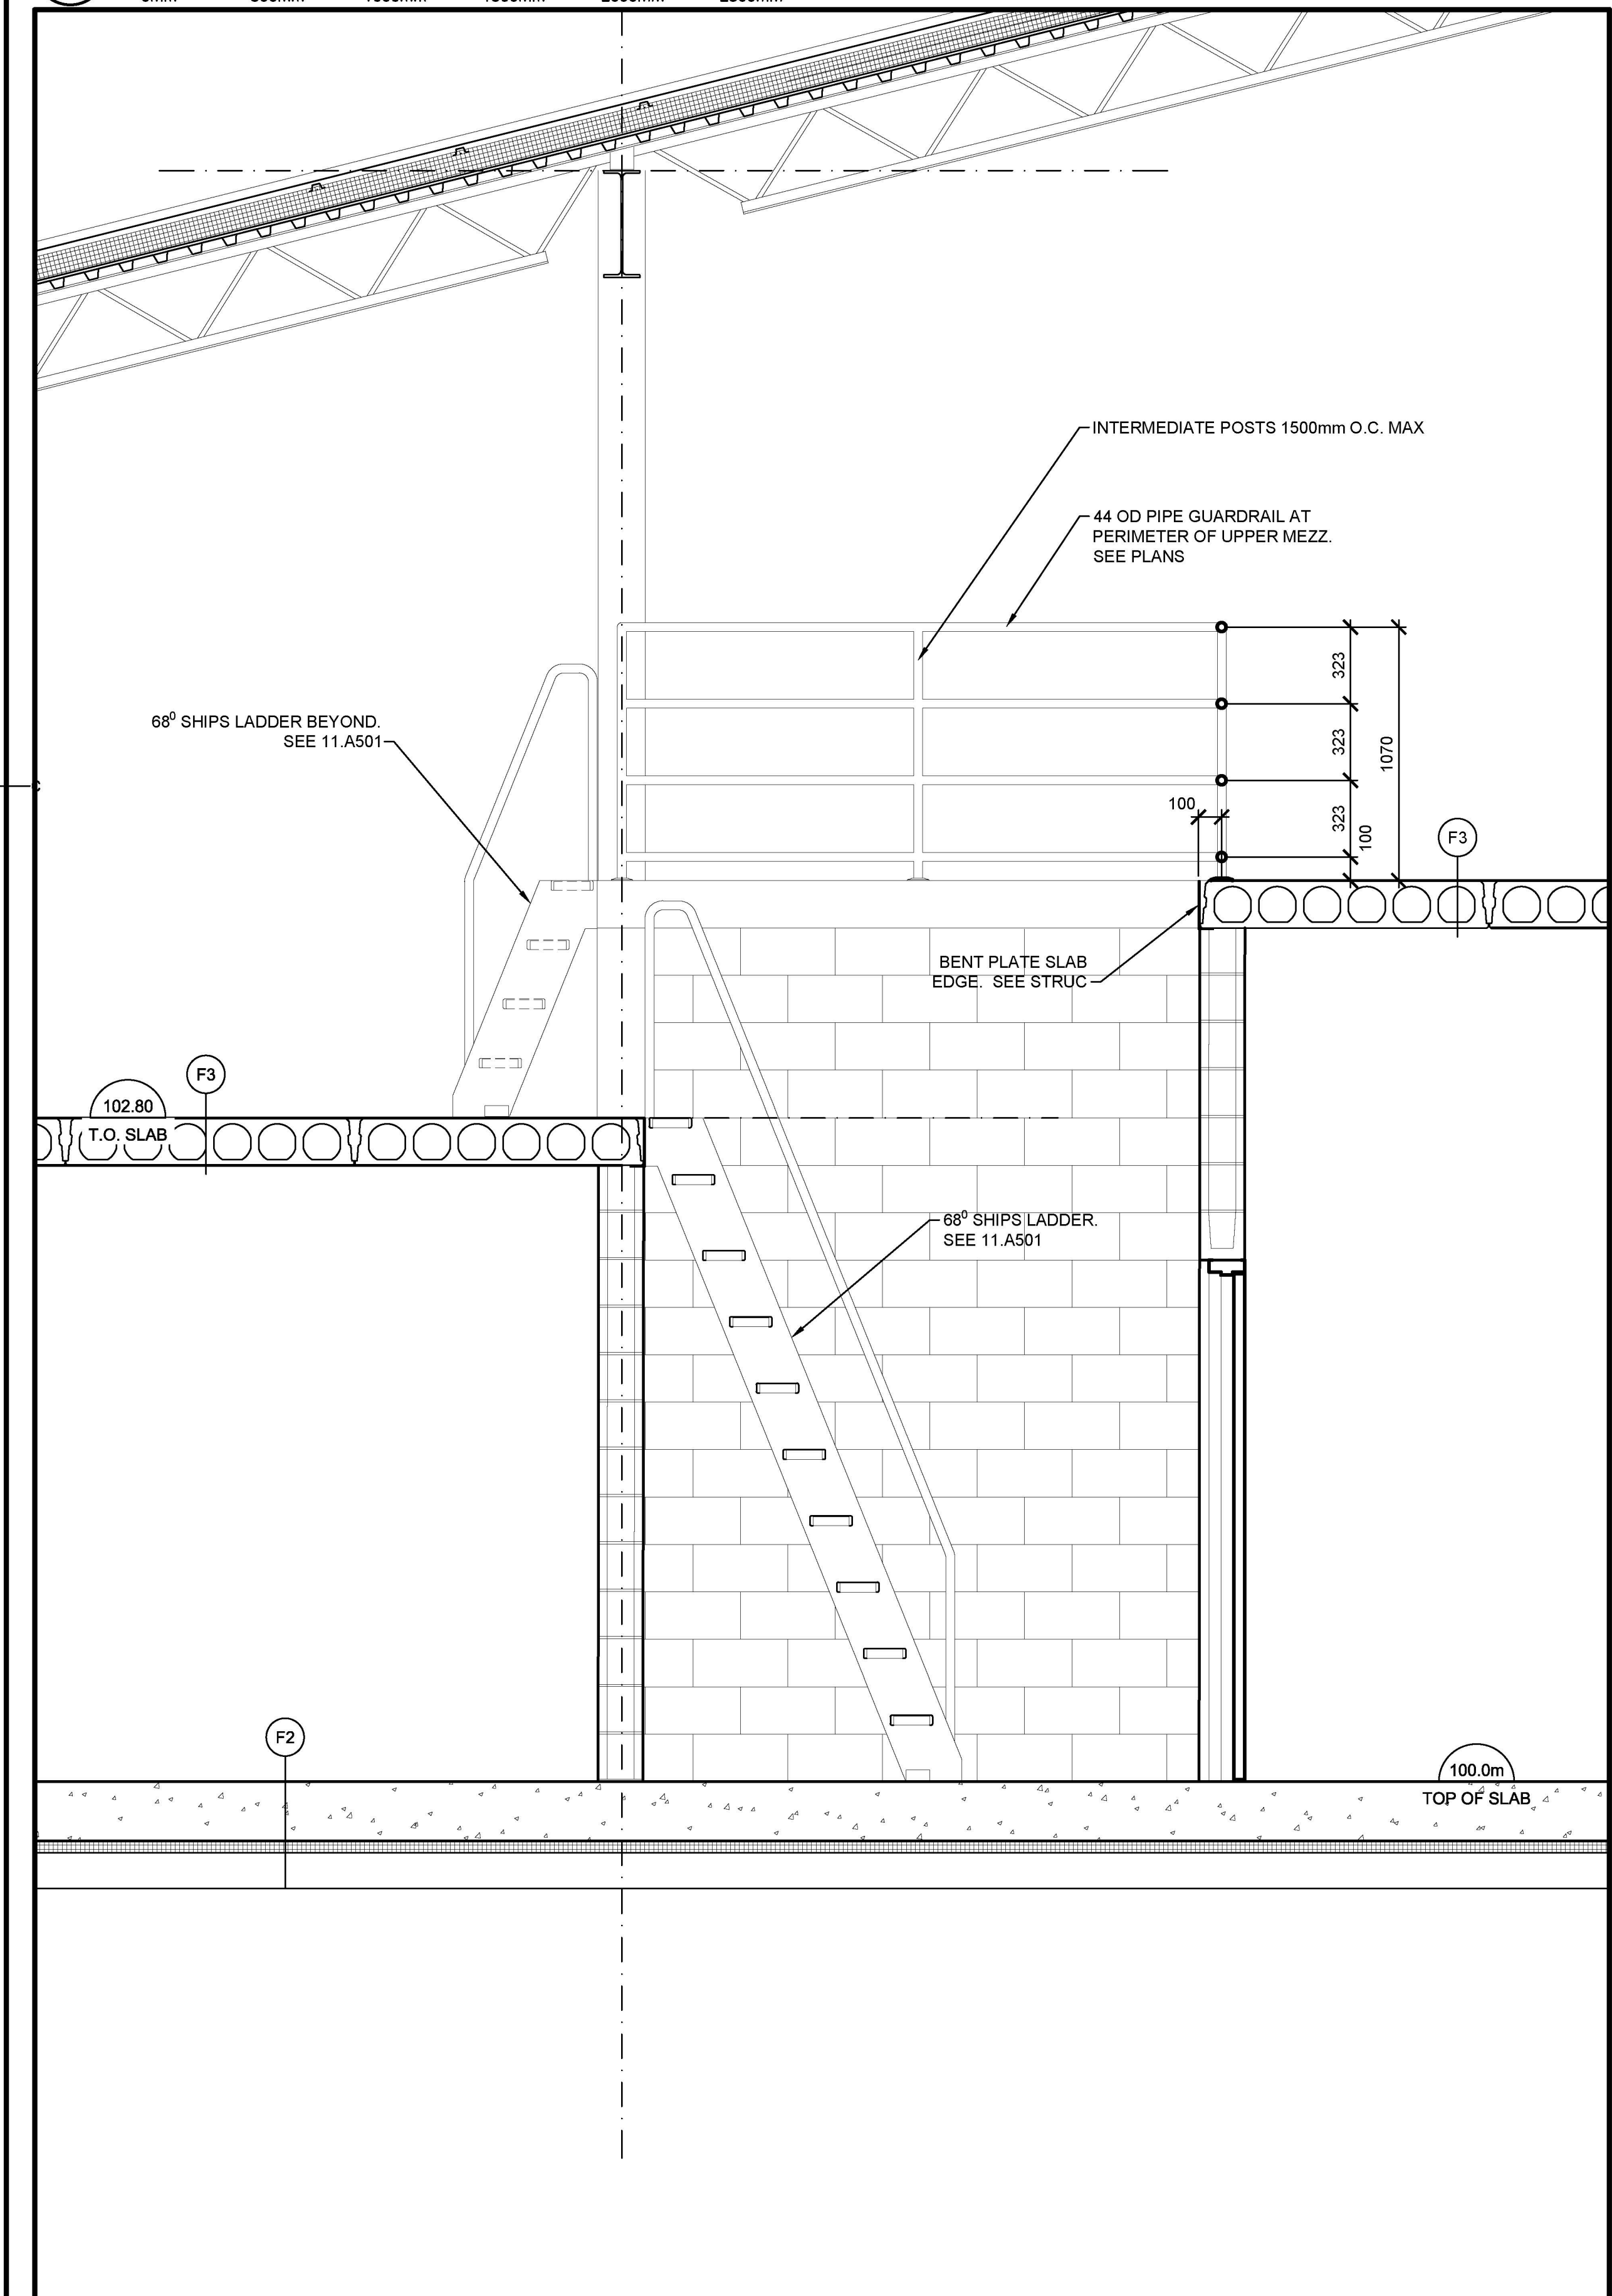 INTERMEDIATE POSTS 1500mm O.C. MAX
44 OD PIPE GUARDRAIL AT
PERIMETER OF UPPER MEZZ.
SEE PLANS
68⁰ SHIPS LADDER BEYOND.
SEE 11.A501
323
323
1070
323
100
100
F3
BENT PLATE SLAB
EDGE. SEE STRUC
F3
102.80
T.O. SLAB
68⁰ SHIPS LADDER.
SEE 11.A501
F2
100.0m
TOP OF SLAB